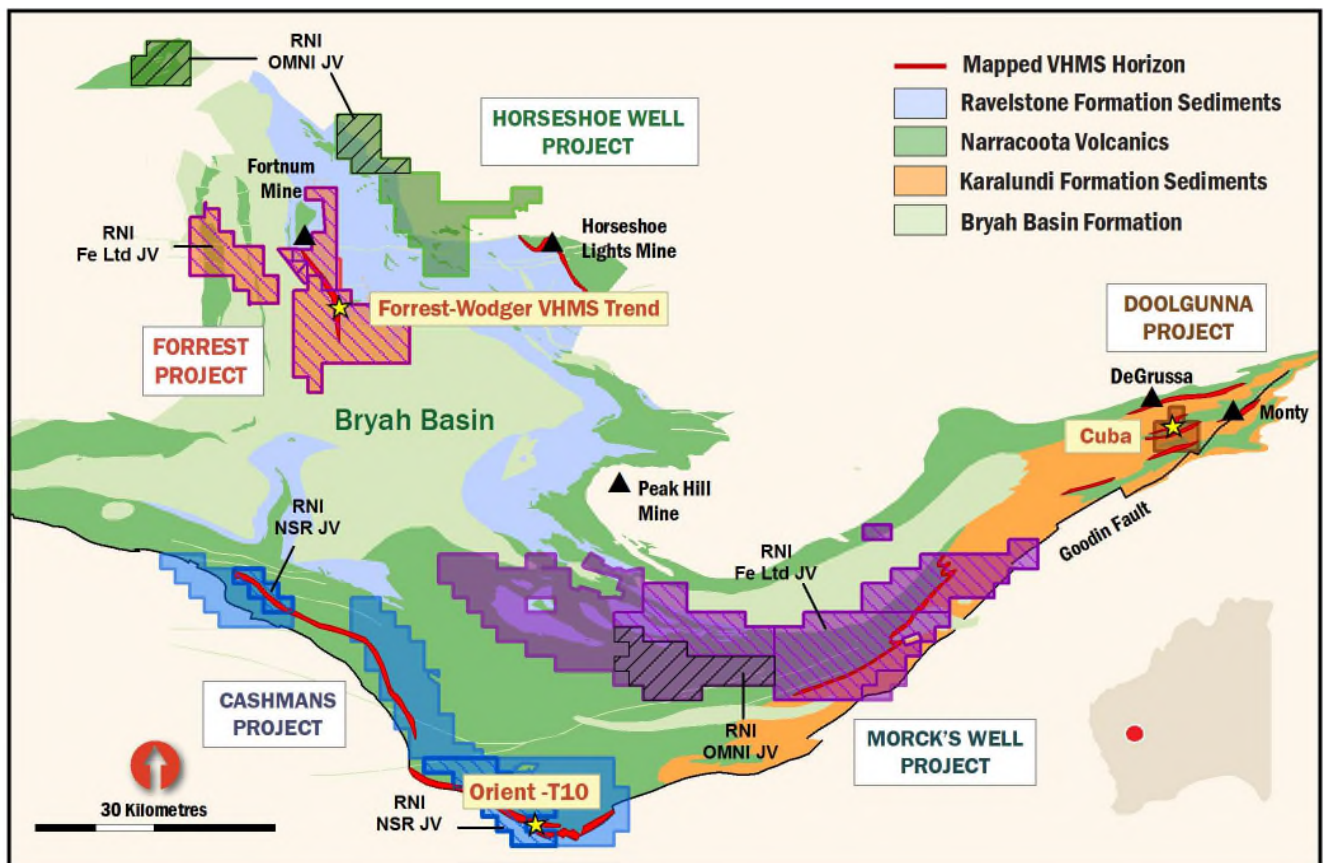 RNI
OMNI JV
HORSESHOE WELL
PROJECT
Mapped VHMS Horizon
Ravelstone Formation Sediments
Narracoota Volcanics
Karalundi Formation Sediments
Bryah Basin Formation
Fortnum
Mine
RNI
Fe Ltd JV
Horseshoe
Lights Mine
Forrest-Wodger VHMS Trend
FORREST
PROJECT
DOOLGUNNA
PROJECT
DeGrussa
Monty
Cuba
Bryah Basin
Peak Hill
Mine
RNI
NSR JV
Goodin Fault
RNI
Fe Ltd JV
CASHMANS
PROJECT
RNI
OMNI JV
MORCK'S WELL
PROJECT
30 Kilometres
Orient -T10
RNI
NSR JV